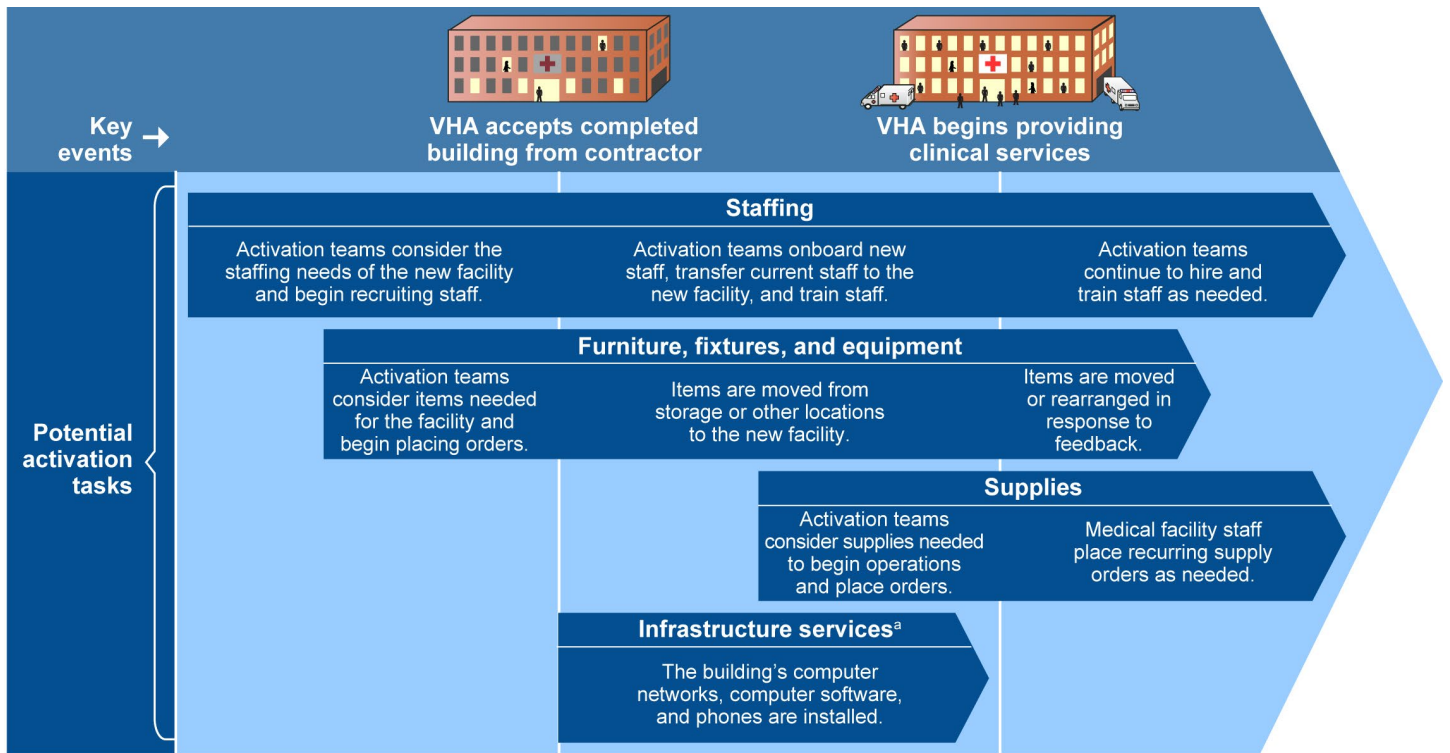 Key
events
VHA accepts completed
building from contractor
VHA begins providing
clinical services
Potential
activation
tasks
Staffing
Activation teams consider the
staffing needs of the new facility
and begin recruiting staff.
Activation teams onboard new
staff, transfer current staff to the
new facility, and train staff.
Activation teams
continue to hire and
train staff as needed.
Furniture, fixtures, and equipment
Activation teams
consider items needed
for the facility and
begin placing orders.
Items are moved from
storage or other locations
to the new facility.
Items are moved
or rearranged in
response to
feedback.
Supplies
Activation teams
consider supplies needed
to begin operations
and place orders.
Medical facility staff
place recurring supply
orders as needed.
Infrastructure servicesᵃ
The building’s computer
networks, computer software,
and phones are installed.